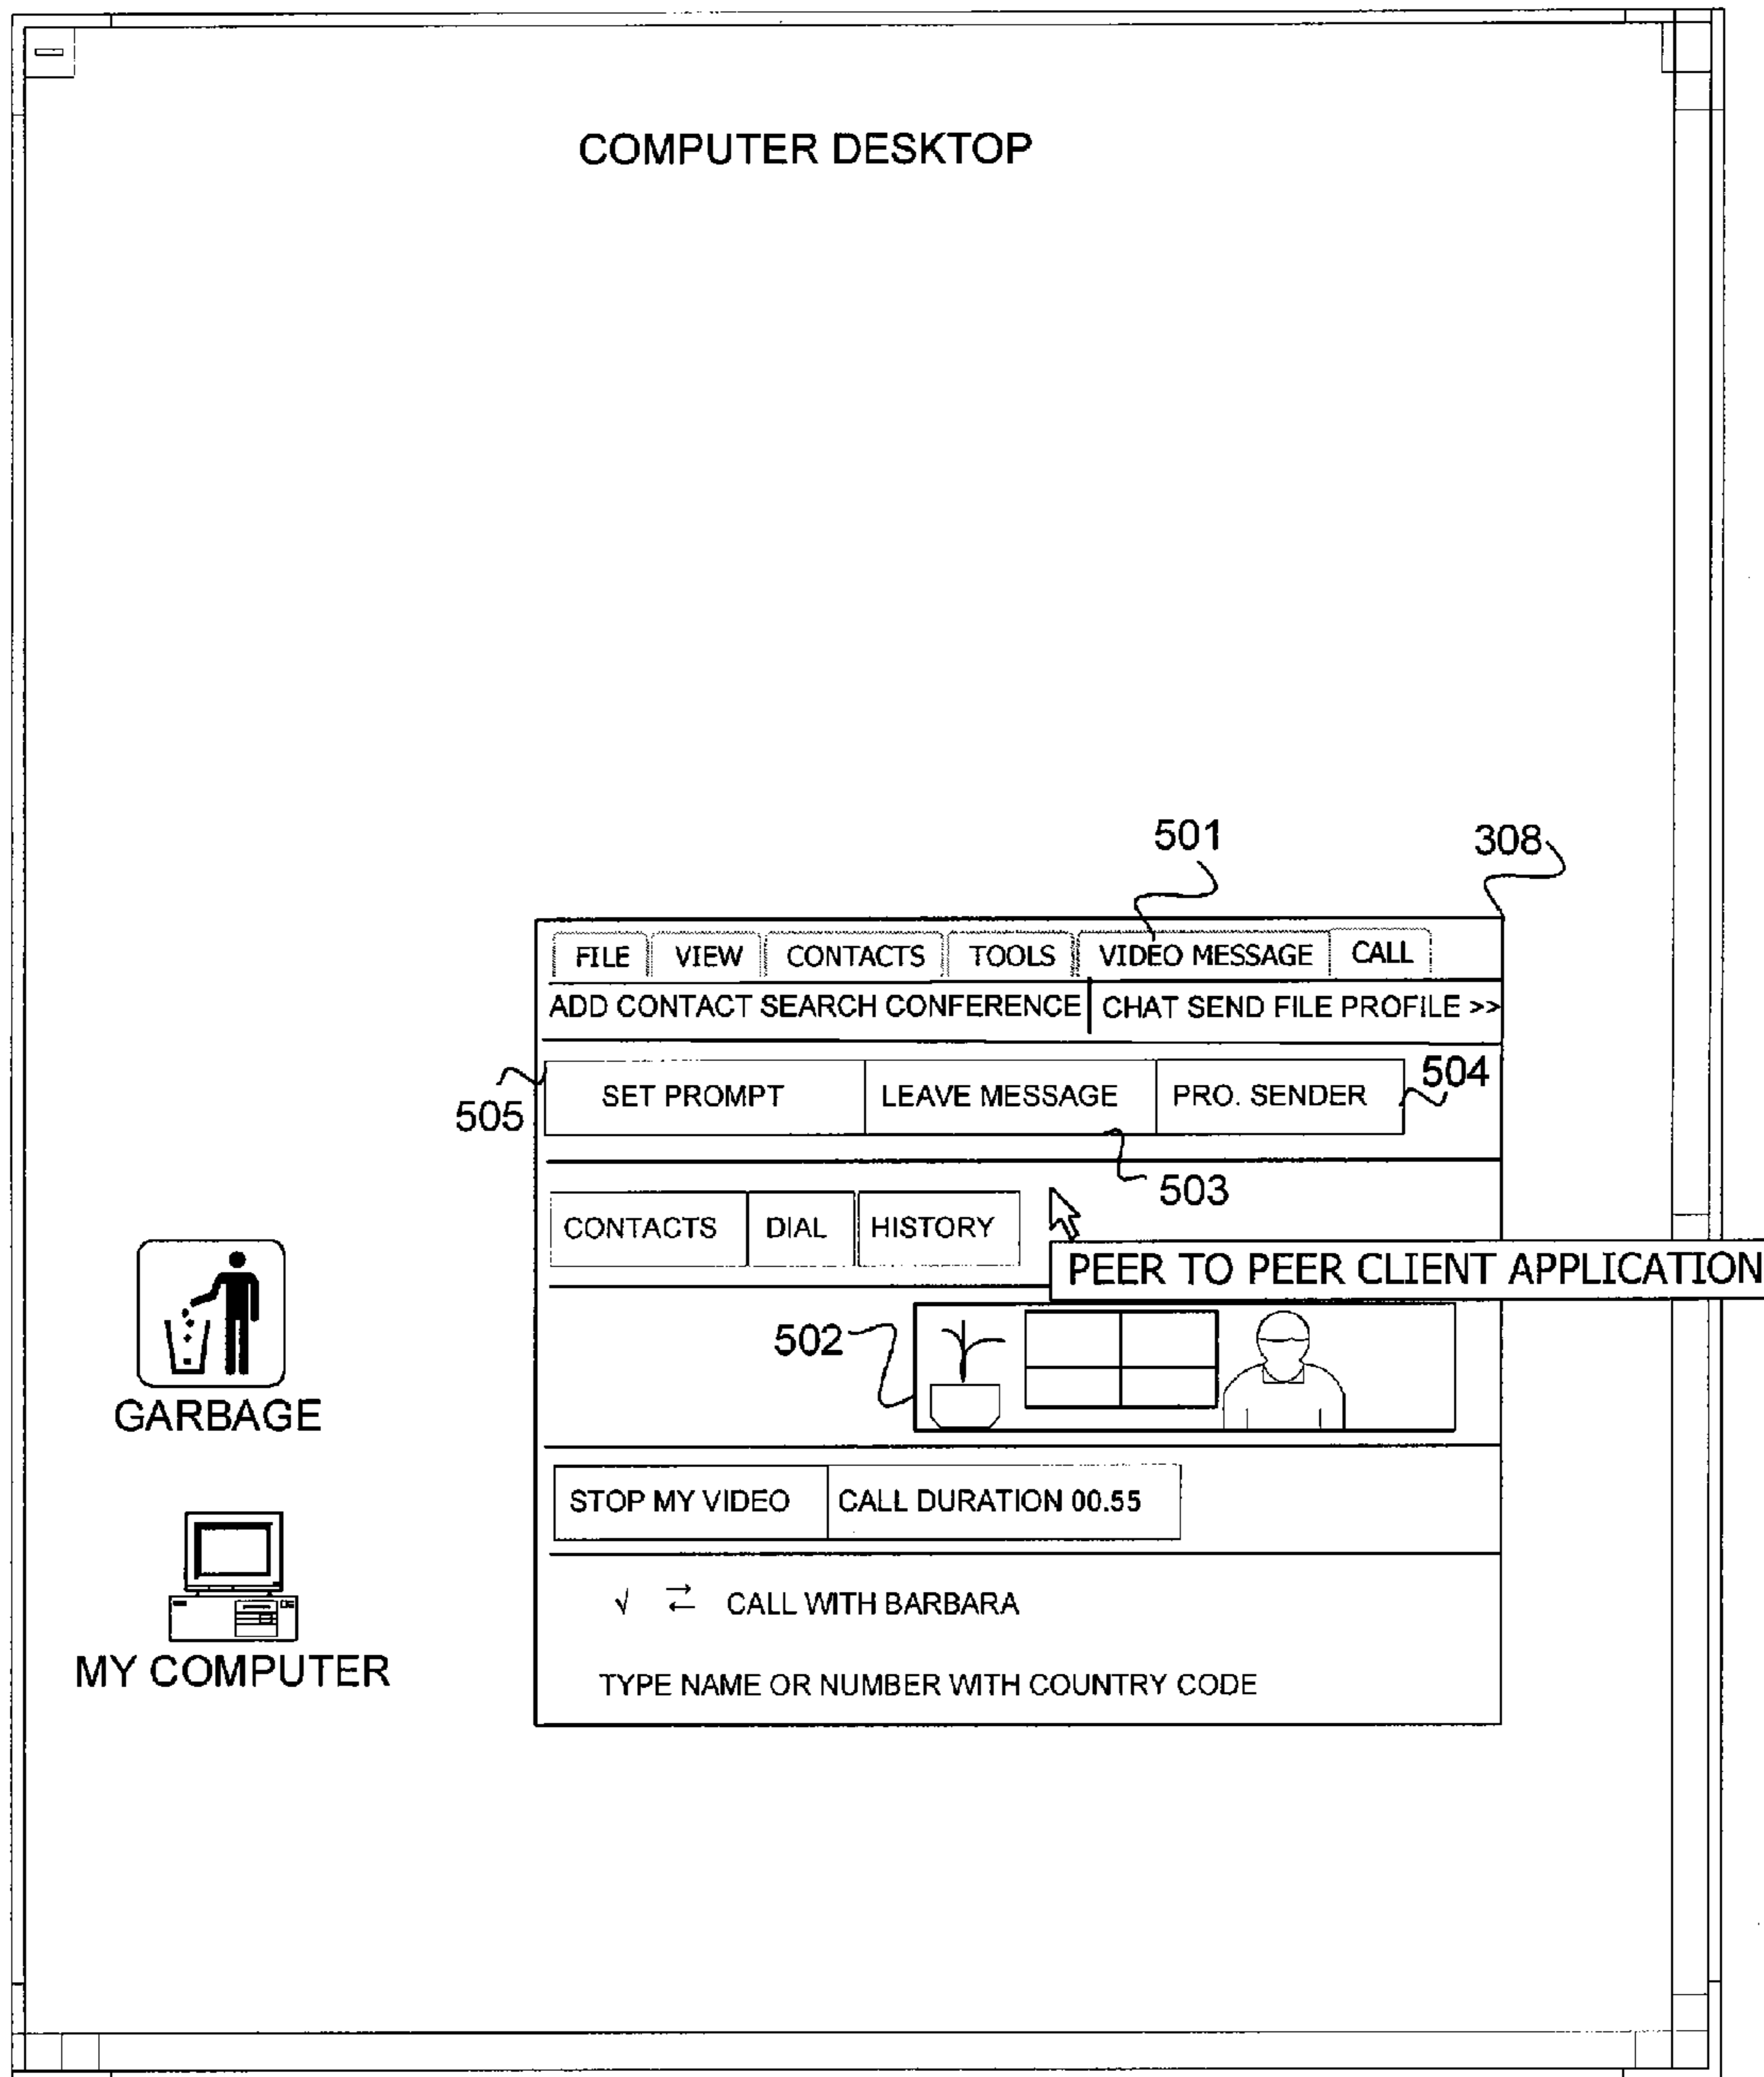 COMPUTER DESKTOP
501
308
FILE VIEW CONTACTS TOOLS VIDEO MESSAGE CALL
ADD CONTACT SEARCH CONFERENCE CHAT SEND FILE PROFILE >>
505
SET PROMPT LEAVE MESSAGE PRO. SENDER
504
503
CONTACTS DIAL HISTORY
PEER TO PEER CLIENT APPLICATION
502
GARBAGE
STOP MY VIDEO CALL DURATION 00.55
√ ⇄ CALL WITH BARBARA
MY COMPUTER
TYPE NAME OR NUMBER WITH COUNTRY CODE